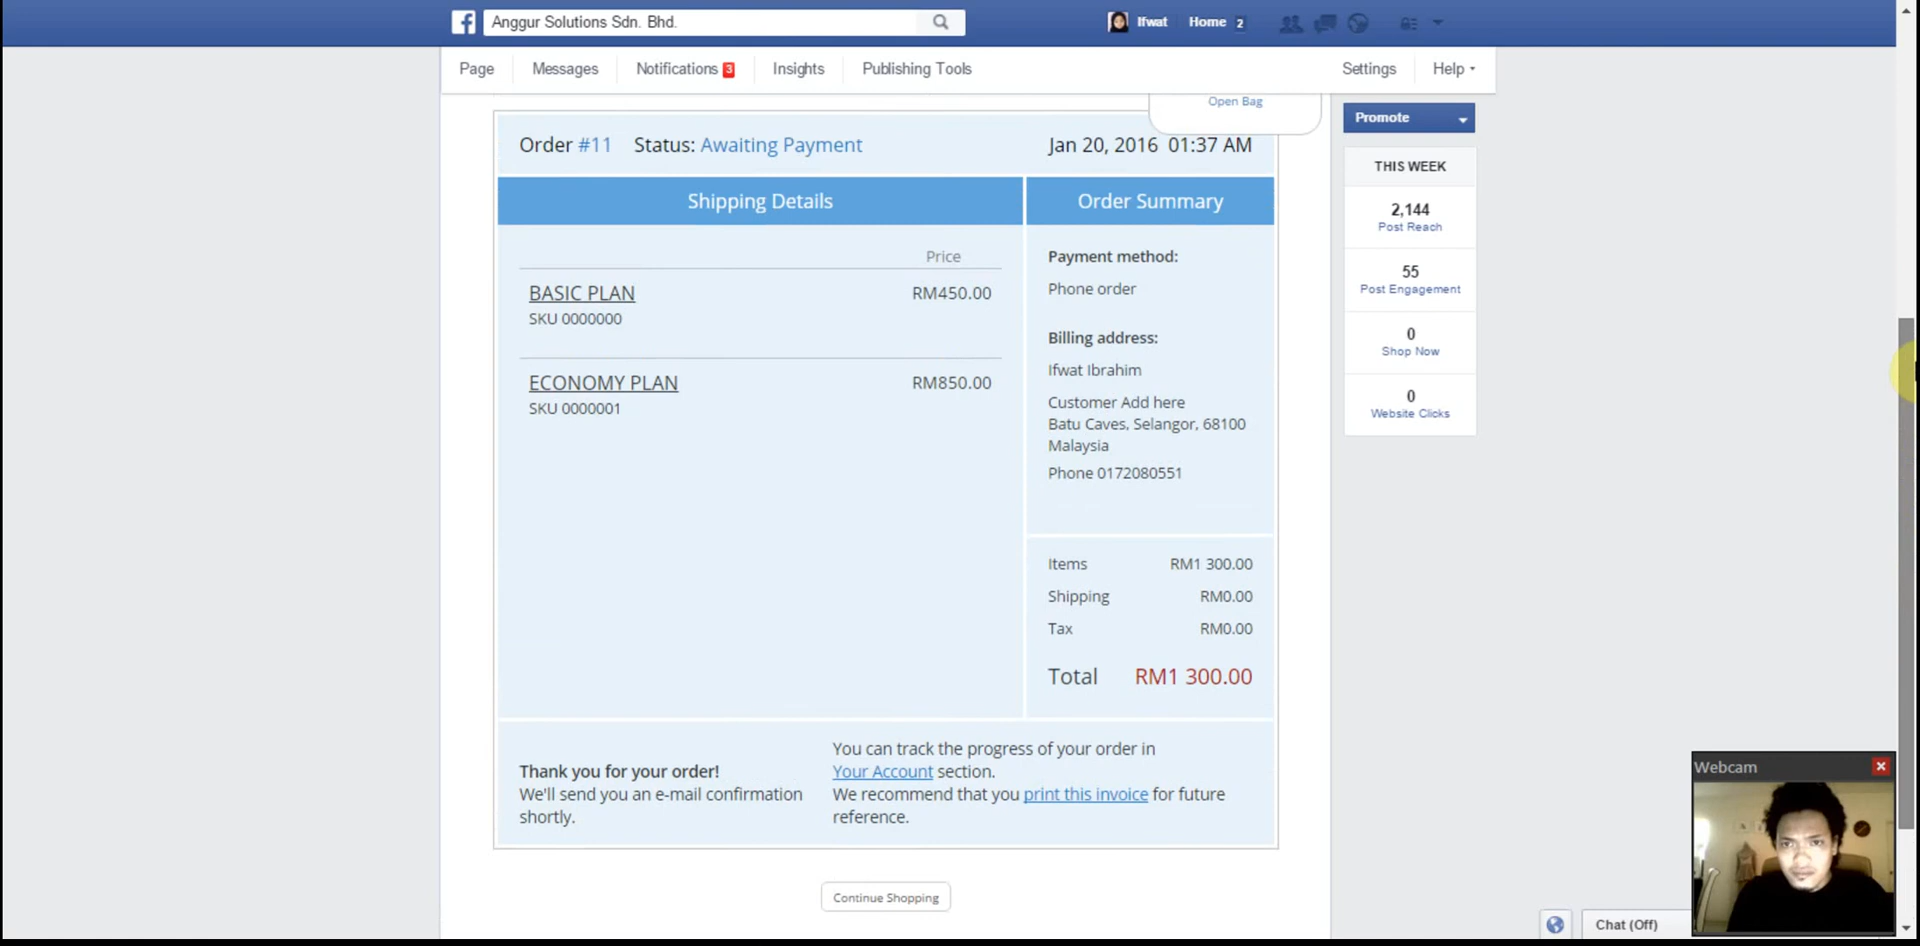 Anggur Solutions Sdn. Bhd.
Ifwat
Home 2
Page
Messages
Notifications 3
Insights
Publishing Tools
Settings
Help
Open Bag
Order #11 Status: Awaiting Payment
Jan 20, 2016 01:37 AM
Shipping Details
Price
BASIC PLAN RM450.00
SKU 0000000
ECONOMY PLAN RM850.00
SKU 0000001
Order Summary
Payment method:
Phone order
Billing address:
Ifwat Ibrahim
Customer Add here
Batu Caves, Selangor, 68100
Malaysia
Phone 0172080551
Items RM1 300.00
Shipping RM0.00
Tax RM0.00
Total RM1 300.00
Thank you for your order!
We'll send you an e-mail confirmation
shortly.
You can track the progress of your order in
Your Account section.
We recommend that you print this invoice for future
reference.
Continue Shopping
Promote
THIS WEEK
2,144
Post Reach
55
Post Engagement
0
Shop Now
0
Website Clicks
Webcam
Chat (Off)